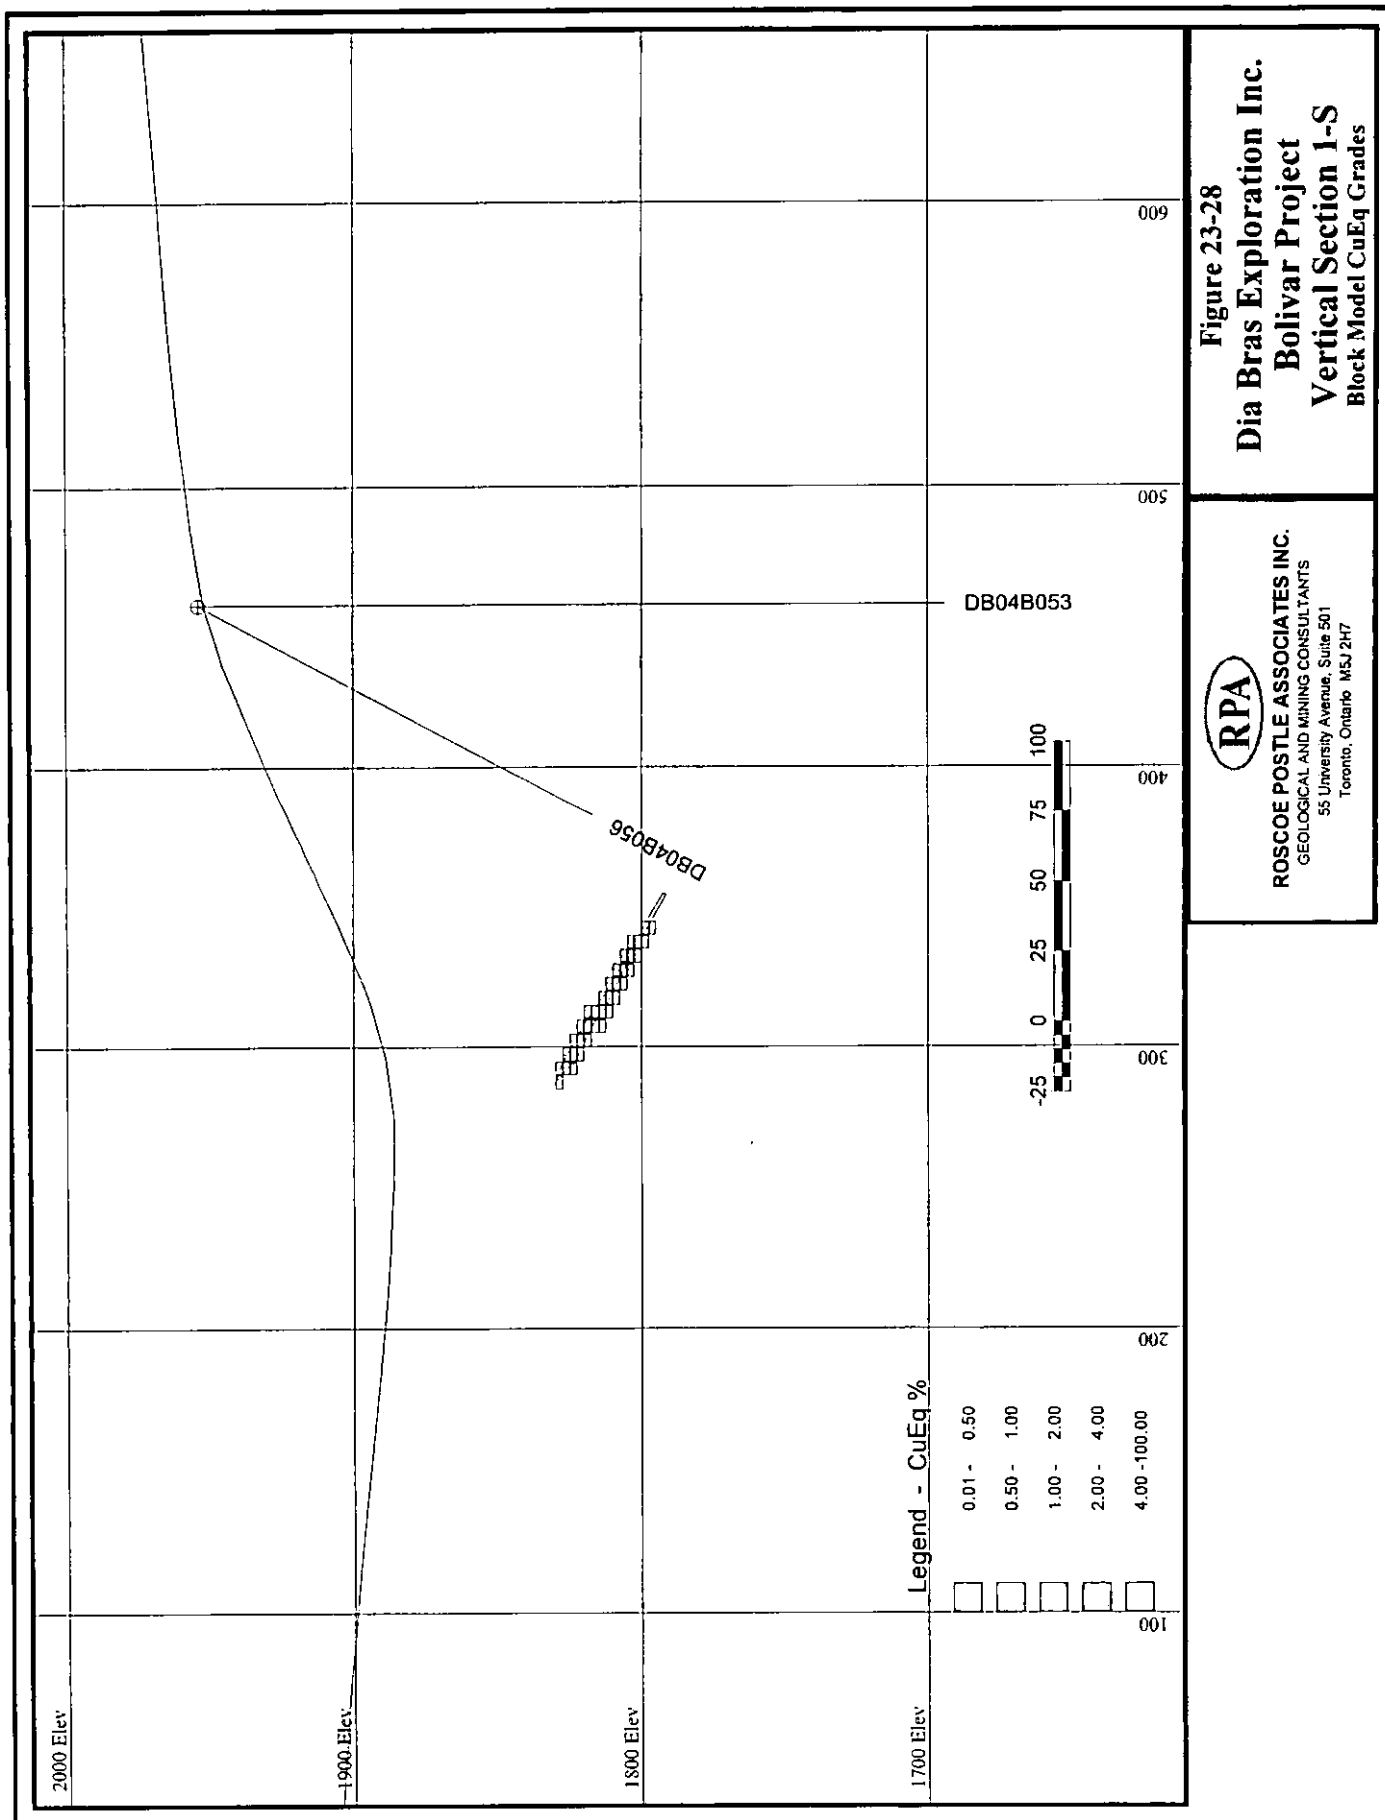 2000 Elev
1900 Elev
1800 Elev
1700 Elev
100
200
300
400
500
600
DB04B056
DB04B053
Legend - CuEq %
0.01 - 0.50
0.50 - 1.00
1.00 - 2.00
2.00 - 4.00
4.00 -100.00
-25 0 25 50 75 100
RPA
ROSCOE POSTLE ASSOCIATES INC.
GEOLOGICAL AND MINING CONSULTANTS
55 University Avenue, Suite 501
Toronto, Ontario M5J 2H7
Figure 23-28
Dia Bras Exploration Inc.
Bolivar Project
Vertical Section 1-S
Block Model CuEq Grades